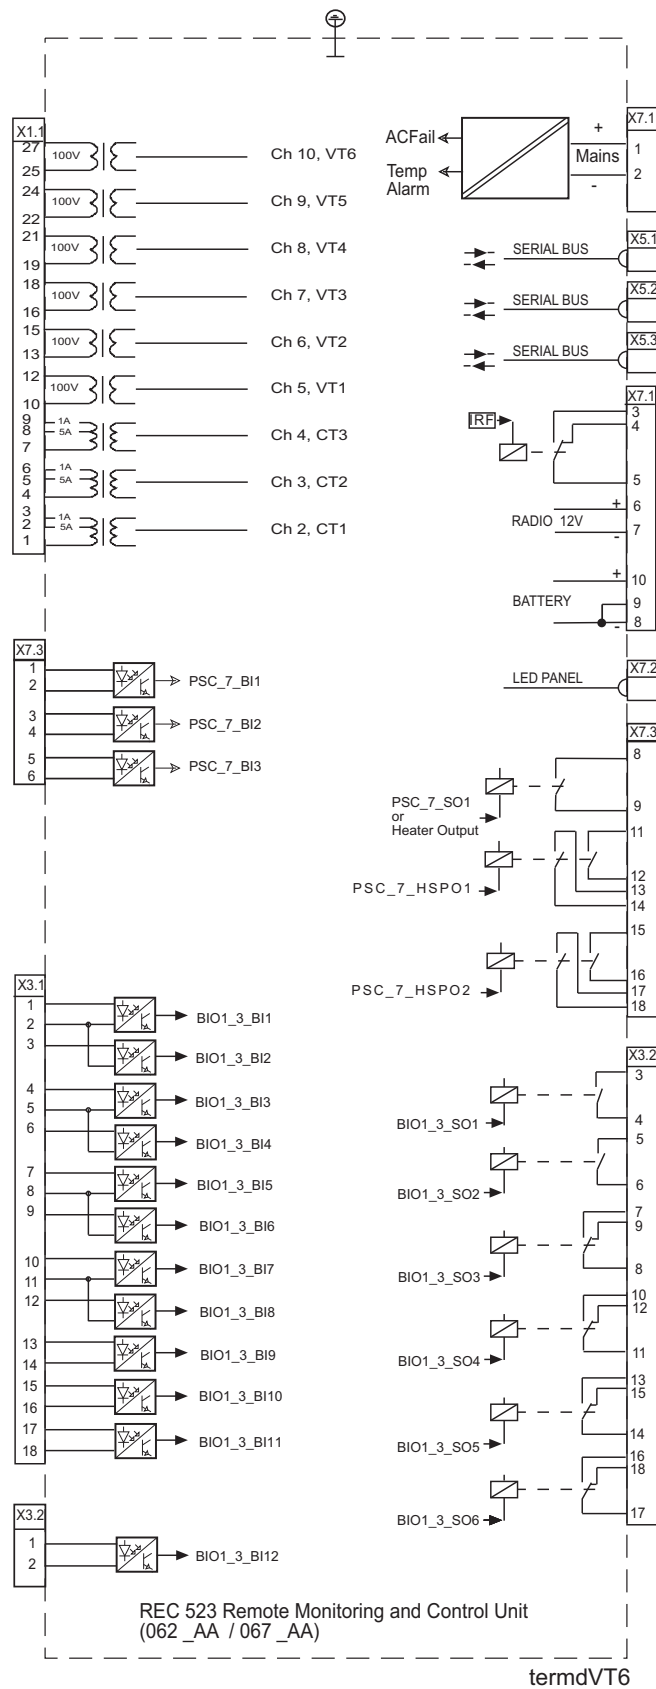 X1.1
27
100V
25
Ch 10, VT6
24
100V
22
Ch 9, VT5
21
100V
19
Ch 8, VT4
18
100V
16
Ch 7, VT3
15
100V
13
Ch 6, VT2
12
100V
10
Ch 5, VT1
9
1A
8
5A
7
Ch 4, CT3
6
1A
5
5A
4
Ch 3, CT2
3
1A
2
5A
1
Ch 2, CT1
X7.3
1
2
PSC_7_BI1
3
4
PSC_7_BI2
5
6
PSC_7_BI3
X3.1
1
2
BIO1_3_BI1
3
BIO1_3_BI2
4
5
BIO1_3_BI3
6
BIO1_3_BI4
7
8
BIO1_3_BI5
9
BIO1_3_BI6
10
11
BIO1_3_BI7
12
BIO1_3_BI8
13
14
BIO1_3_BI9
15
16
BIO1_3_BI10
17
18
BIO1_3_BI11
X3.2
1
2
BIO1_3_BI12
X7.1
ACFail
+
Mains
1
Temp
Alarm
2
-
X5.1
SERIAL BUS
X5.2
SERIAL BUS
X5.3
SERIAL BUS
X7.1
IRF
3
4
5
+
6
RADIO 12V
7
-
+
10
BATTERY
9
8
-
X7.2
LED PANEL
X7.3
8
PSC_7_SO1
or
Heater Output
9
11
12
13
PSC_7_HSPO1
14
15
16
17
PSC_7_HSPO2
18
X3.2
3
BIO1_3_SO1
4
5
6
BIO1_3_SO2
7
9
8
BIO1_3_SO3
10
12
11
BIO1_3_SO4
13
15
14
BIO1_3_SO5
16
18
17
BIO1_3_SO6
REC 523 Remote Monitoring and Control Unit
(062 _AA / 067 _AA)
termdVT6